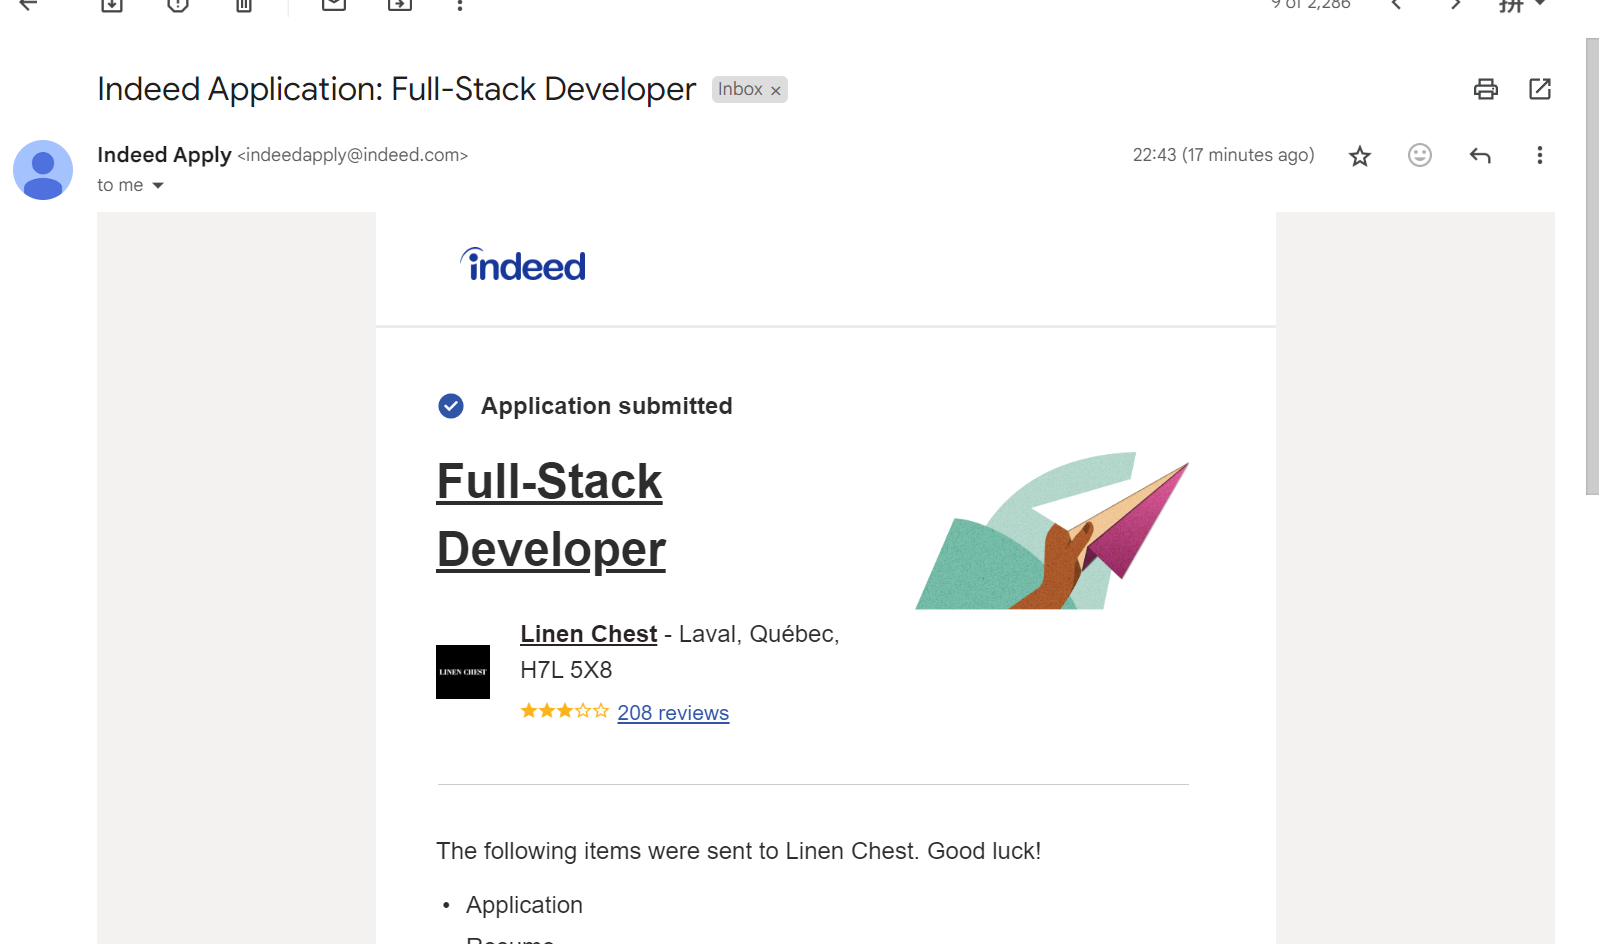 9 of 2,286
拼
Indeed Application: Full-Stack Developer Inbox ×
Indeed Apply <indeedapply@indeed.com> 22:43 (17 minutes ago)
to me
indeed
Application submitted
Full-Stack
Developer
Linen Chest - Laval, Québec,
H7L 5X8
LINEN CHEST
208 reviews
The following items were sent to Linen Chest. Good luck!
• Application
Resume